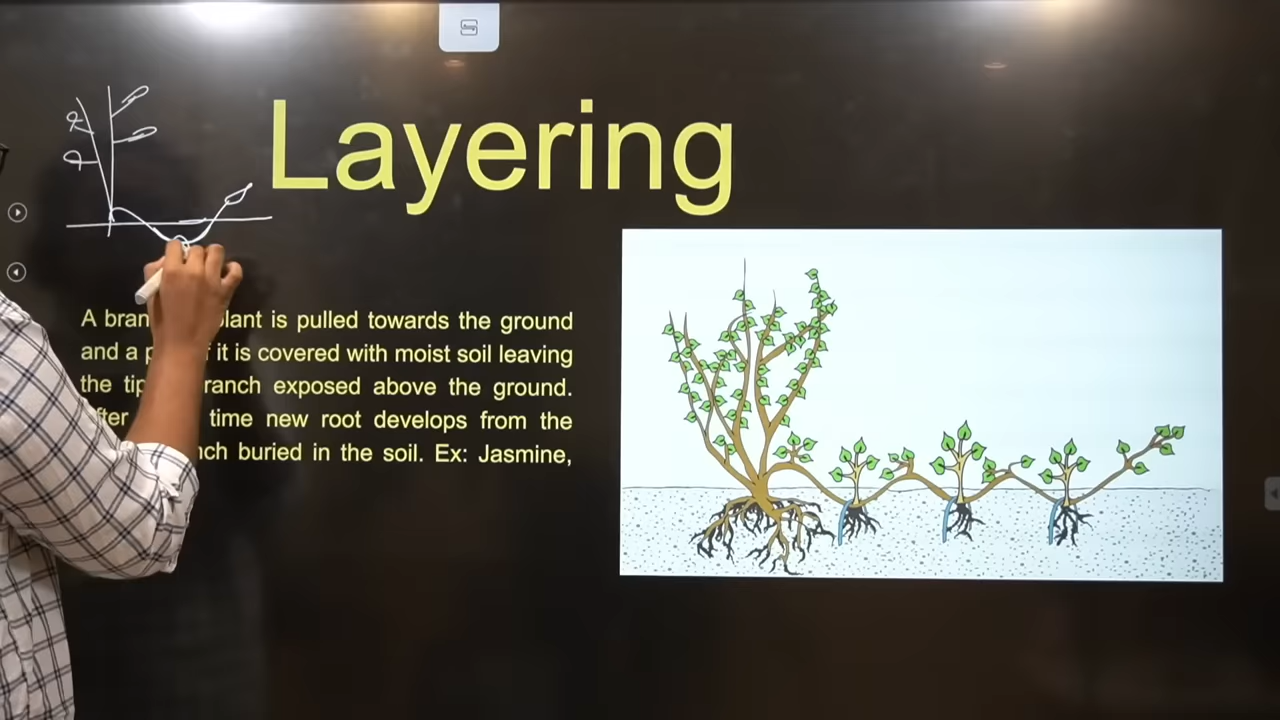 Layering
A bran plant is pulled towards the ground
and a p it is covered with moist soil leaving
the tip ranch exposed above the ground.
fter time new root develops from the
nch buried in the soil. Ex: Jasmine,